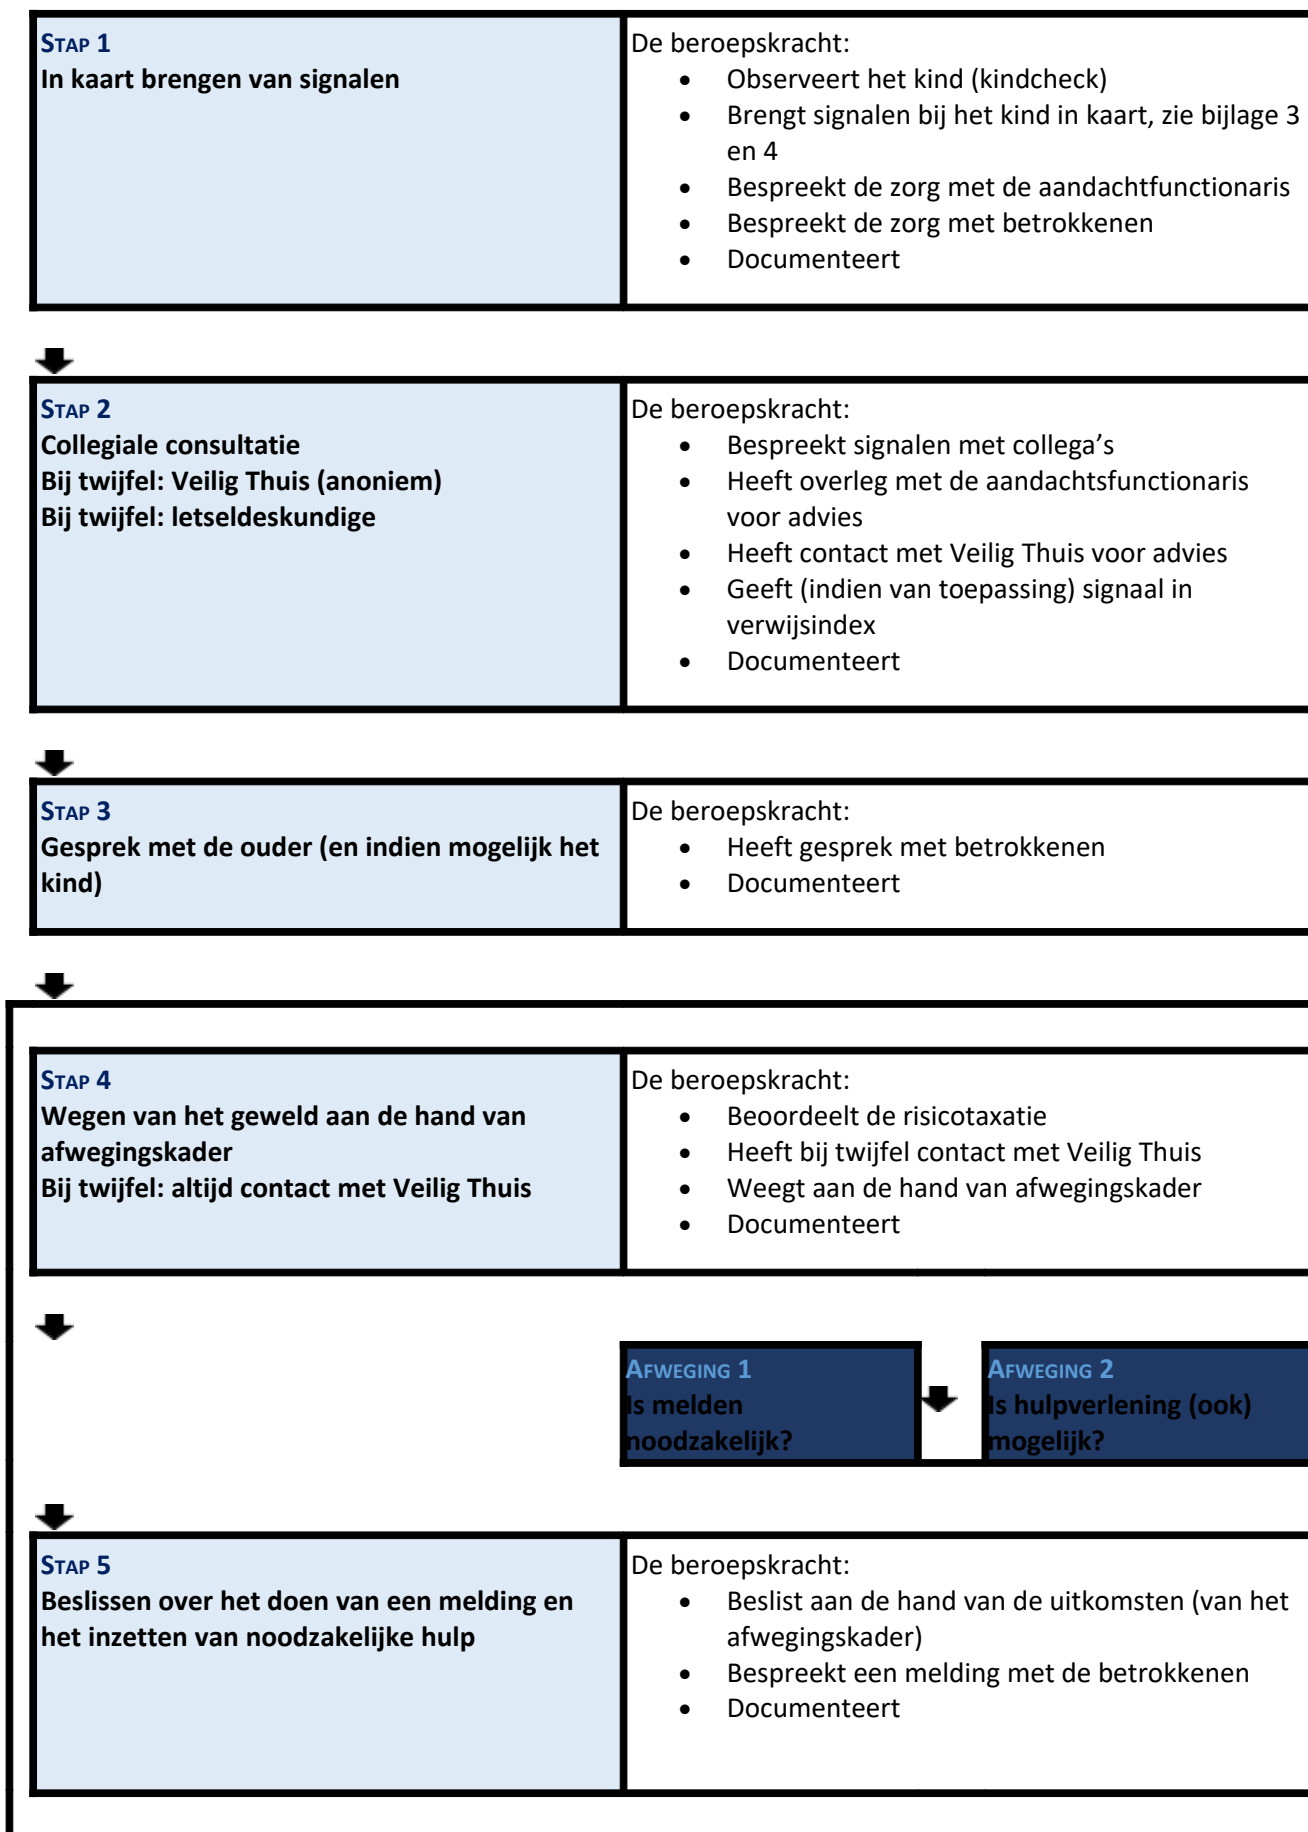 STAP 1
In kaart brengen van signalen
De beroepskracht:
• Observeert het kind (kindcheck)
• Brengt signalen bij het kind in kaart, zie bijlage 3
en 4
• Bespreekt de zorg met de aandachtfunctionaris
• Bespreekt de zorg met betrokkenen
• Documenteert
STAP 2
Collegiale consultatie
Bij twijfel: Veilig Thuis (anoniem)
Bij twijfel: letseldeskundige
De beroepskracht:
• Bespreekt signalen met collega’s
• Heeft overleg met de aandachtsfunctionaris
voor advies
• Heeft contact met Veilig Thuis voor advies
• Geeft (indien van toepassing) signaal in
verwijsindex
• Documenteert
STAP 3
Gesprek met de ouder (en indien mogelijk het
kind)
De beroepskracht:
• Heeft gesprek met betrokkenen
• Documenteert
STAP 4
Wegen van het geweld aan de hand van
afwegingskader
Bij twijfel: altijd contact met Veilig Thuis
De beroepskracht:
• Beoordeelt de risicotaxatie
• Heeft bij twijfel contact met Veilig Thuis
• Weegt aan de hand van afwegingskader
• Documenteert
AFWEGING 1
Is melden
noodzakelijk?
AFWEGING 2
Is hulpverlening (ook)
mogelijk?
STAP 5
Beslissen over het doen van een melding en
het inzetten van noodzakelijke hulp
De beroepskracht:
• Beslist aan de hand van de uitkomsten (van het
afwegingskader)
• Bespreekt een melding met de betrokkenen
• Documenteert